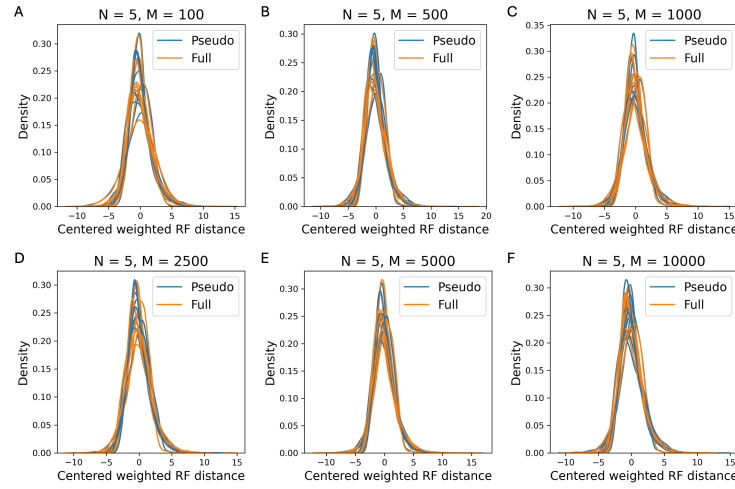 A
N = 5, M = 100
Density
0.30
0.25
0.20
0.15
0.10
0.05
0.00
−10 −5 0 5 10 15
Centered weighted RF distance
Pseudo
Full
B
N = 5, M = 500
Density
0.30
0.25
0.20
0.15
0.10
0.05
0.00
−10 −5 0 5 10 15 20
Centered weighted RF distance
Pseudo
Full
C
N = 5, M = 1000
Density
0.35
0.30
0.25
0.20
0.15
0.10
0.05
0.00
−10 −5 0 5 10 15
Centered weighted RF distance
Pseudo
Full
D
N = 5, M = 2500
Density
0.30
0.25
0.20
0.15
0.10
0.05
0.00
−10 −5 0 5 10 15
Centered weighted RF distance
Pseudo
Full
E
N = 5, M = 5000
Density
0.30
0.25
0.20
0.15
0.10
0.05
0.00
−10 −5 0 5 10 15
Centered weighted RF distance
Pseudo
Full
F
N = 5, M = 10000
Density
0.30
0.25
0.20
0.15
0.10
0.05
0.00
−10 −5 0 5 10 15
Centered weighted RF distance
Pseudo
Full